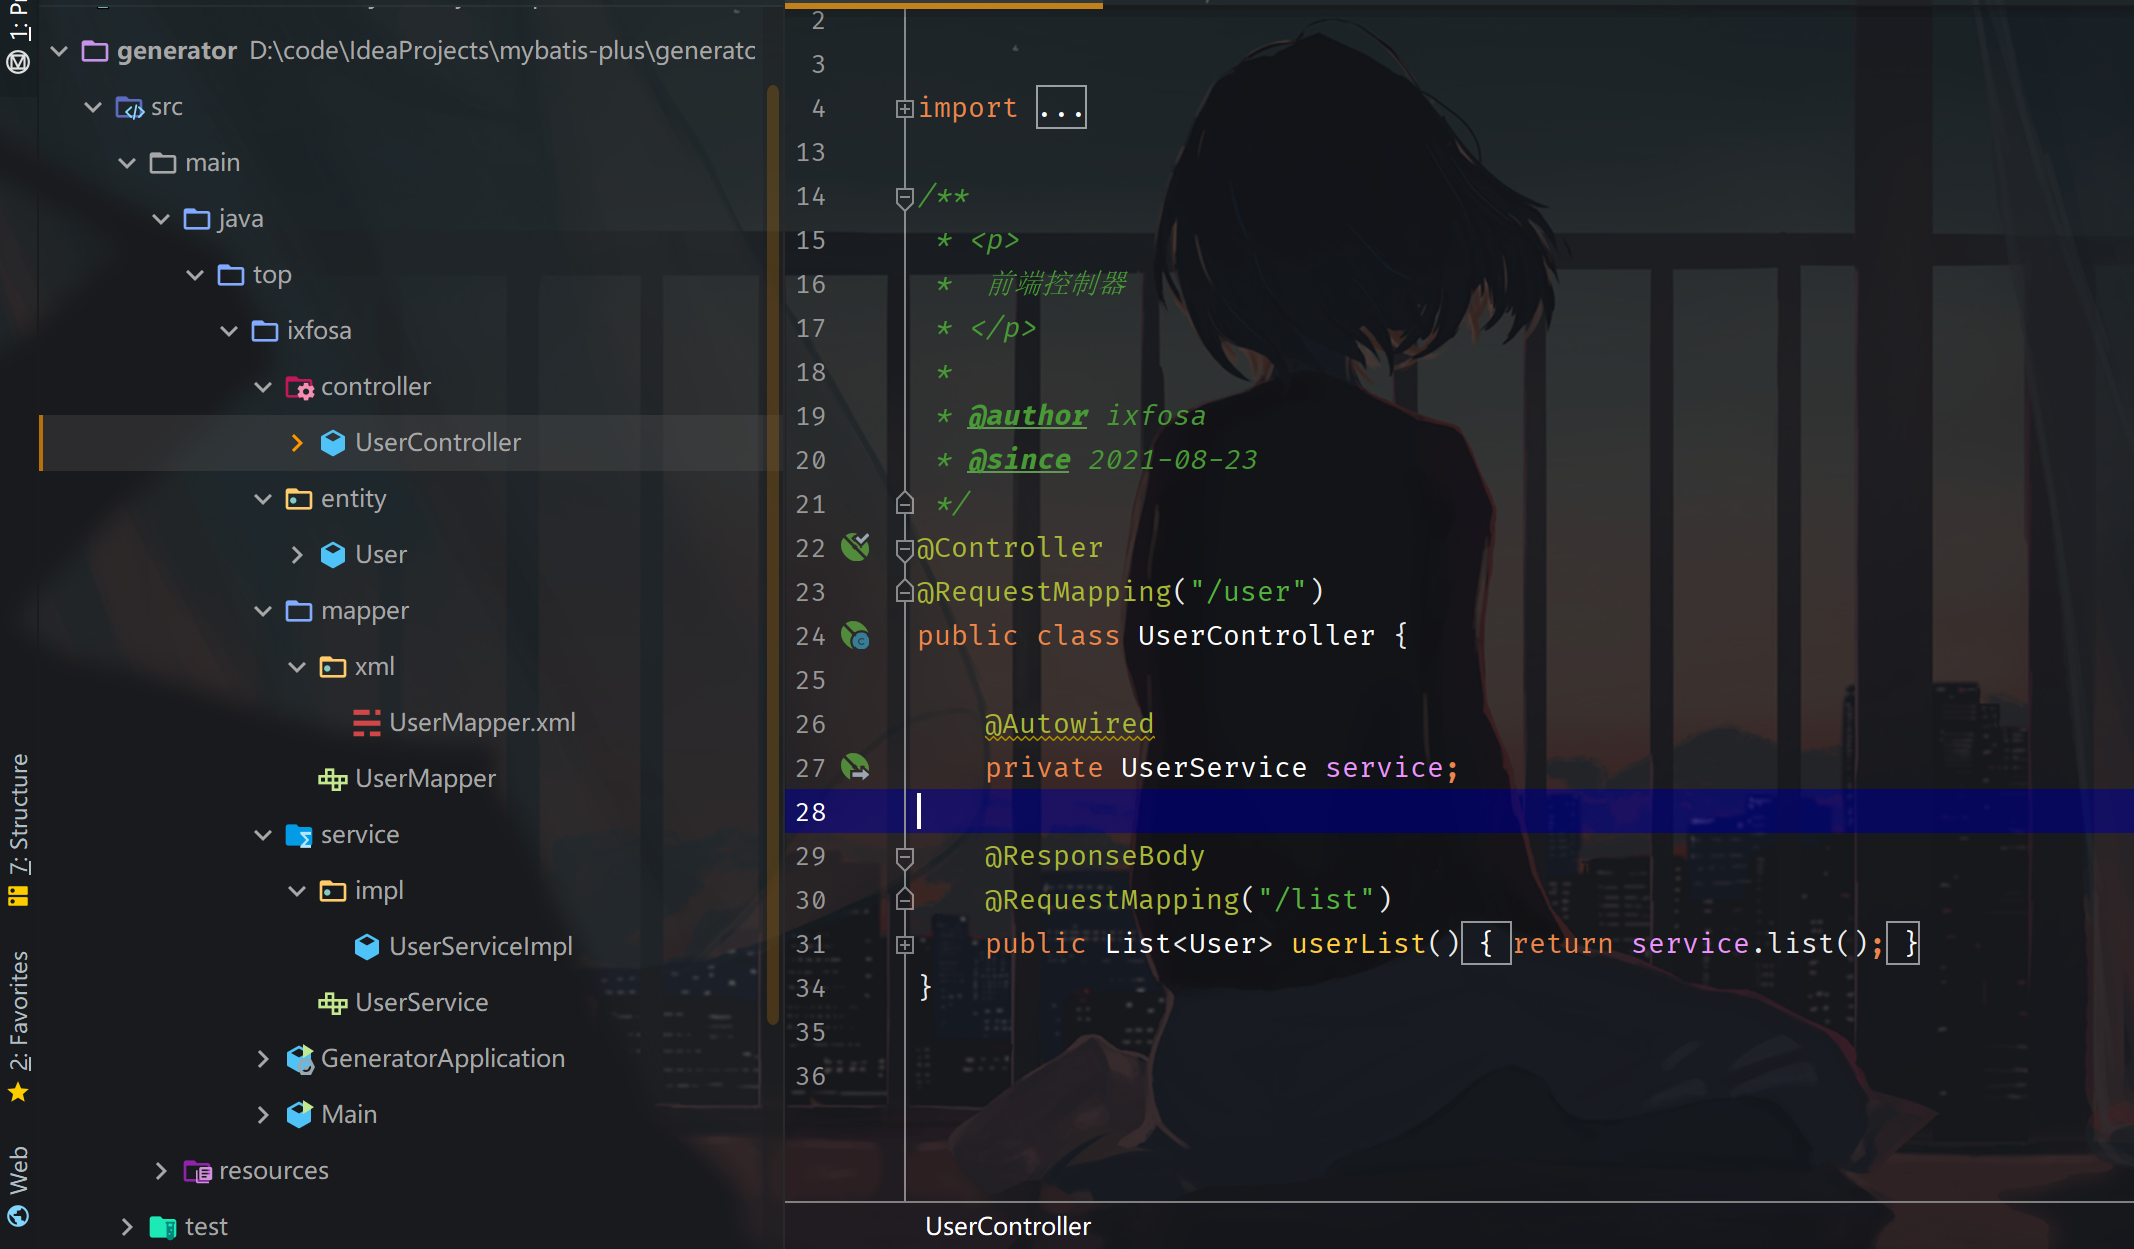 generator D:\code\IdeaProjects\mybatis-plus\generato
src
main
java
top
ixfosa
controller
UserController
entity
User
mapper
xml
UserMapper.xml
UserMapper
service
impl
UserServiceImpl
UserService
GeneratorApplication
Main
resources
test
7: Structure
2: Favorites
Web
2
3
4 import ...
13
14 /**
15 * <p>
16 * 前端控制器
17 * </p>
18 *
19 * @author ixfosa
20 * @since 2021-08-23
21 */
22 @Controller
23 @RequestMapping("/user")
24 public class UserController {
25
26 @Autowired
27 private UserService service;
28
29 @ResponseBody
30 @RequestMapping("/list")
31 public List<User> userList() { return service.list(); }
34 }
35
36
UserController